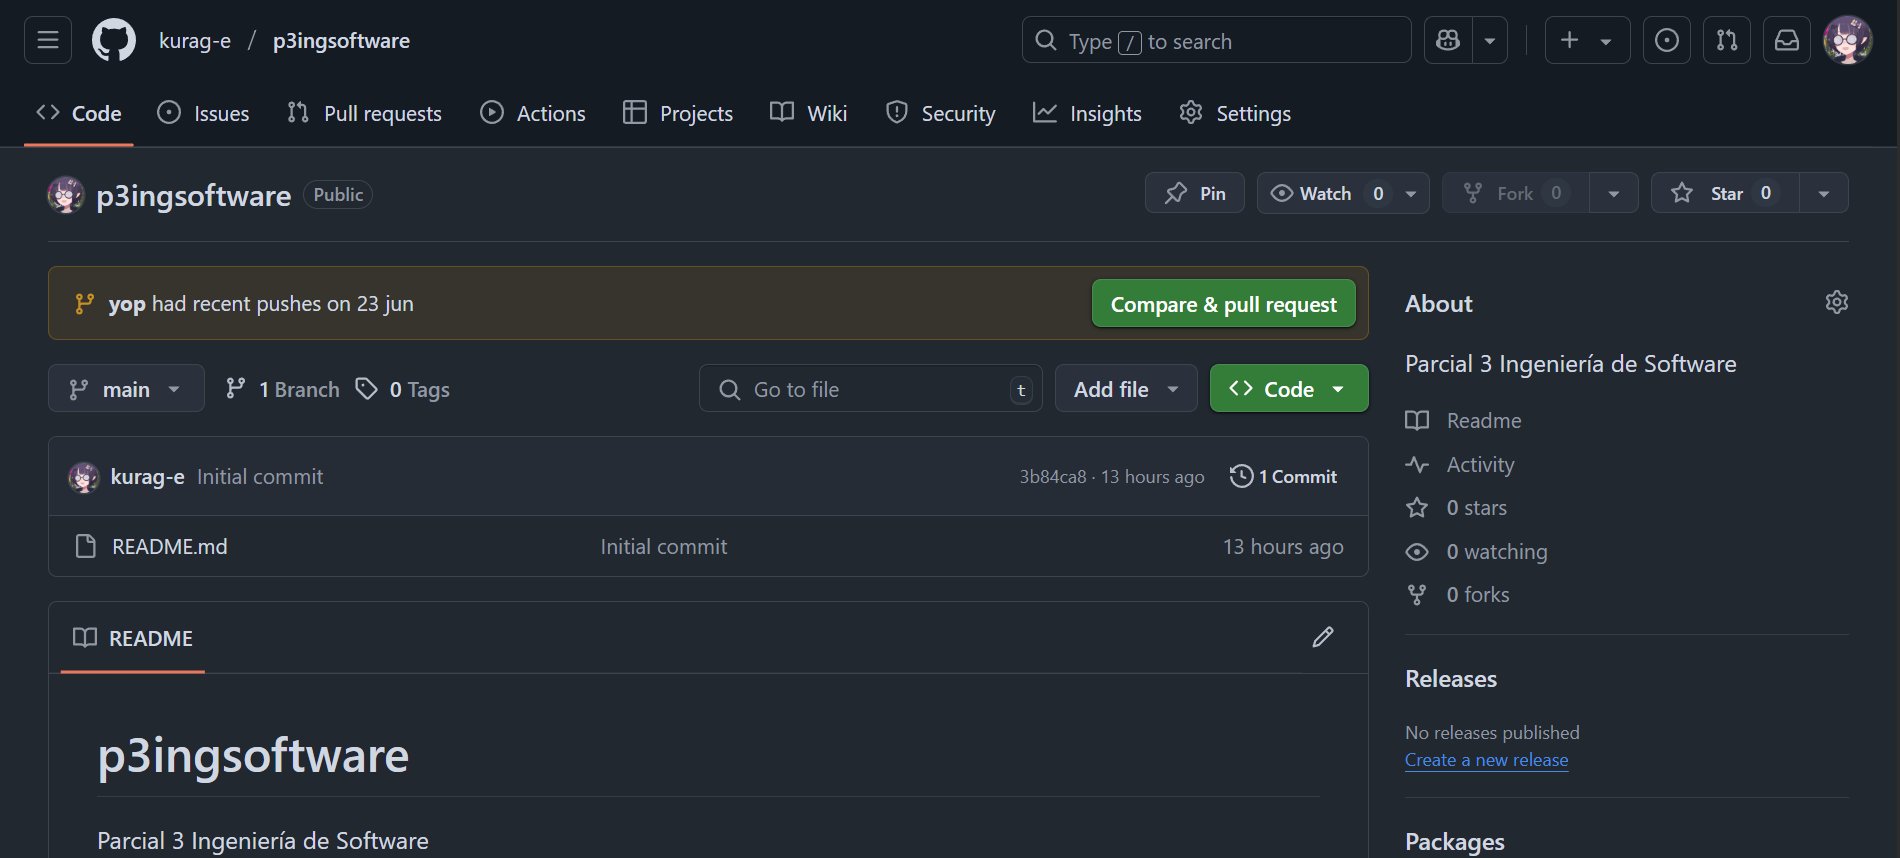 kurag-e / p3ingsoftware
Type / to search
Code Issues Pull requests Actions Projects Wiki Security Insights Settings
p3ingsoftware Public
Pin Watch 0 Fork 0 Star 0
yop had recent pushes on 23 jun
Compare & pull request
main 1 Branch 0 Tags
Go to file t
Add file
Code
kurag-e Initial commit
3b84ca8 · 13 hours ago
1 Commit
README.md Initial commit 13 hours ago
README
p3ingsoftware
Parcial 3 Ingeniería de Software
About
Parcial 3 Ingeniería de Software
Readme
Activity
0 stars
0 watching
0 forks
Releases
No releases published
Create a new release
Packages